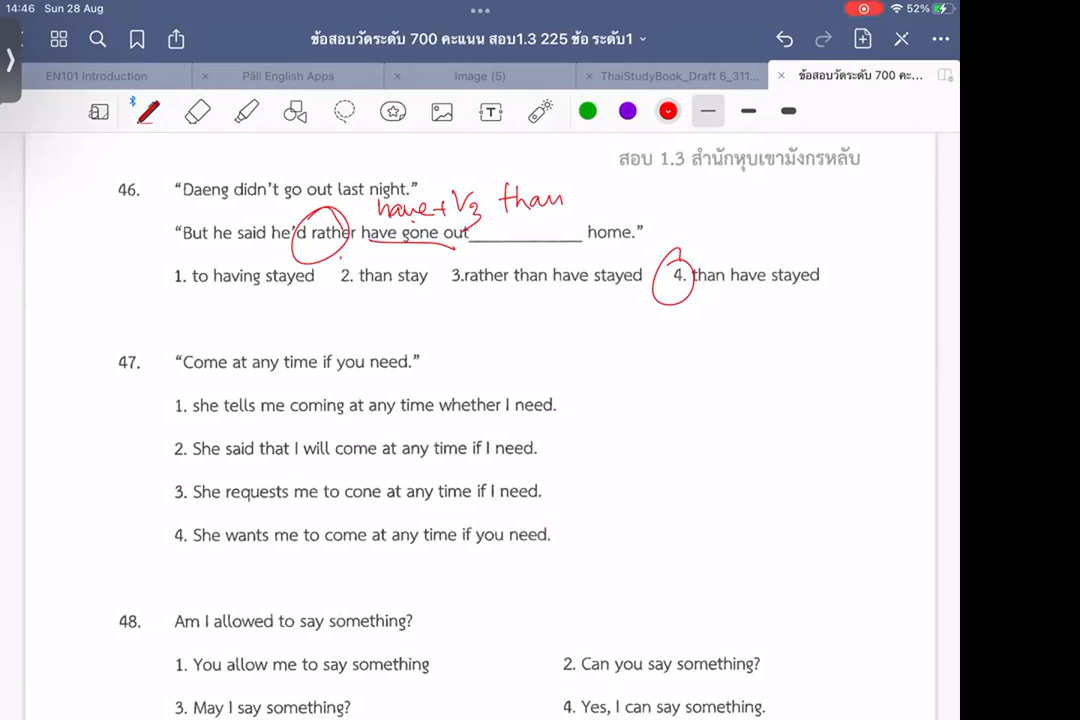 14:46 Sun 28 Aug
52%
ข้อสอบวัดระดับ 700 คะแนน สอบ1.3 225 ข้อ ระดับ1
EN101 Introduction
Päll English Apps
Image (5)
ThaiStudyBook_Draft 6_311...
ข้อสอบวัดระดับ 700 คะ...
สอบ 1.3 สำนักหุบเขามังกรหลับ
46. “Daeng didn’t go out last night.”
have + V3 than
“But he said he’d rather have gone out____________ home.”
1. to having stayed 2. than stay 3.rather than have stayed 4. than have stayed
47. “Come at any time if you need.”
1. she tells me coming at any time whether I need.
2. She said that I will come at any time if I need.
3. She requests me to cone at any time if I need.
4. She wants me to come at any time if you need.
48. Am I allowed to say something?
1. You allow me to say something 2. Can you say something?
3. May I say something? 4. Yes, I can say something.